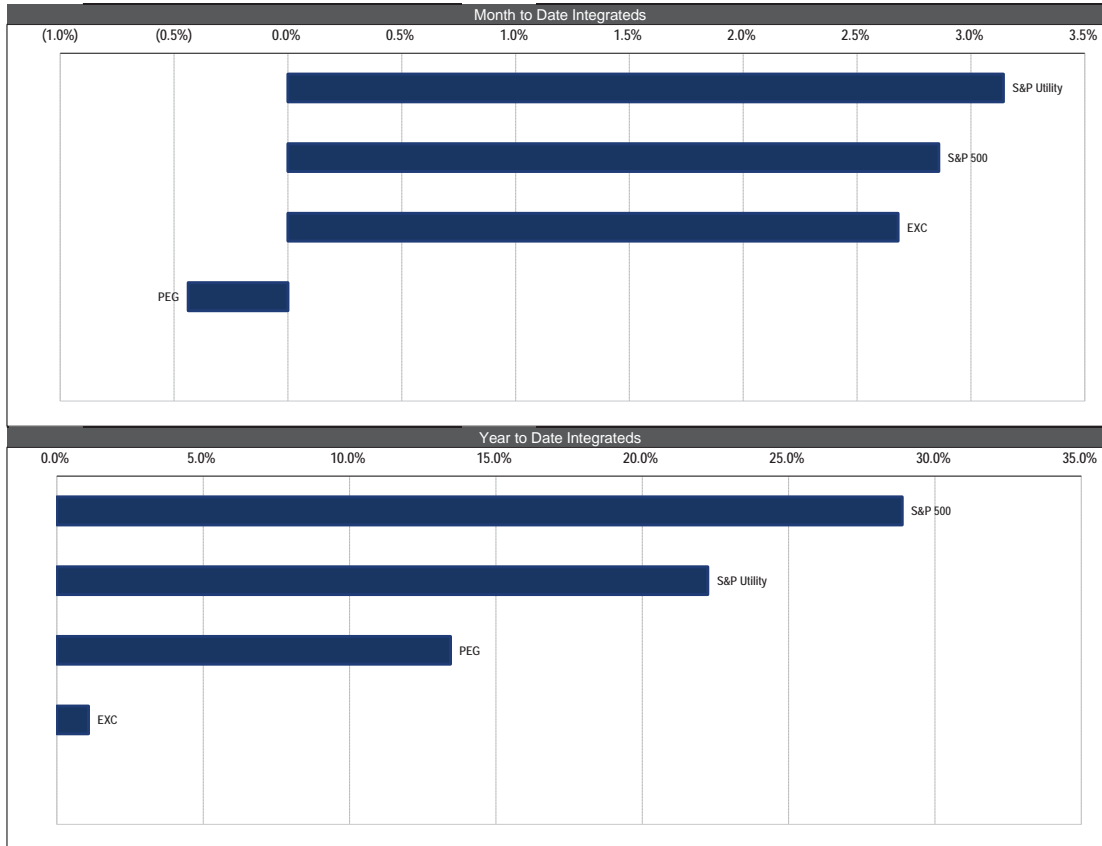 Month to Date Integrateds
(1.0%) (0.5%) 0.0% 0.5% 1.0% 1.5% 2.0% 2.5% 3.0% 3.5%
S&P Utility
S&P 500
EXC
PEG
Year to Date Integrateds
0.0% 5.0% 10.0% 15.0% 20.0% 25.0% 30.0% 35.0%
S&P 500
S&P Utility
PEG
EXC